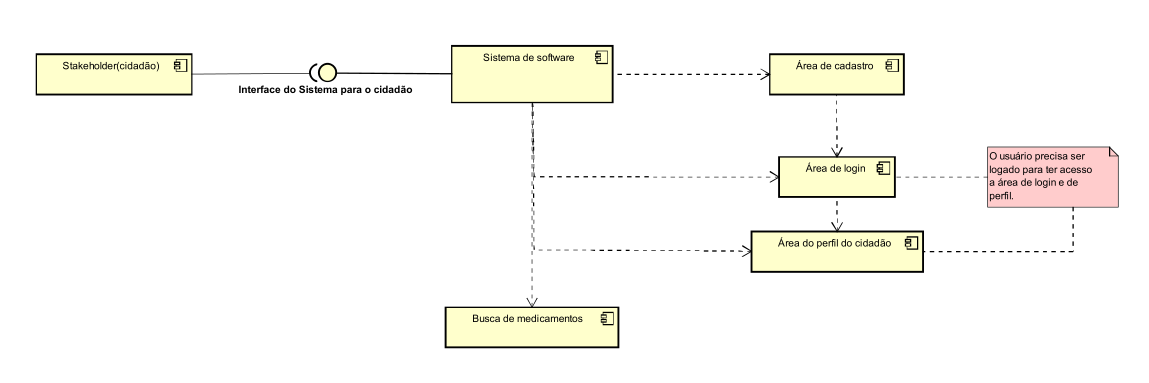 Stakeholder(cidadão)
Interface do Sistema para o cidadão
Sistema de software
Área de cadastro
Área de login
O usuário precisa ser
logado para ter acesso
a área de login e de
perfil.
Área do perfil do cidadão
Busca de medicamentos